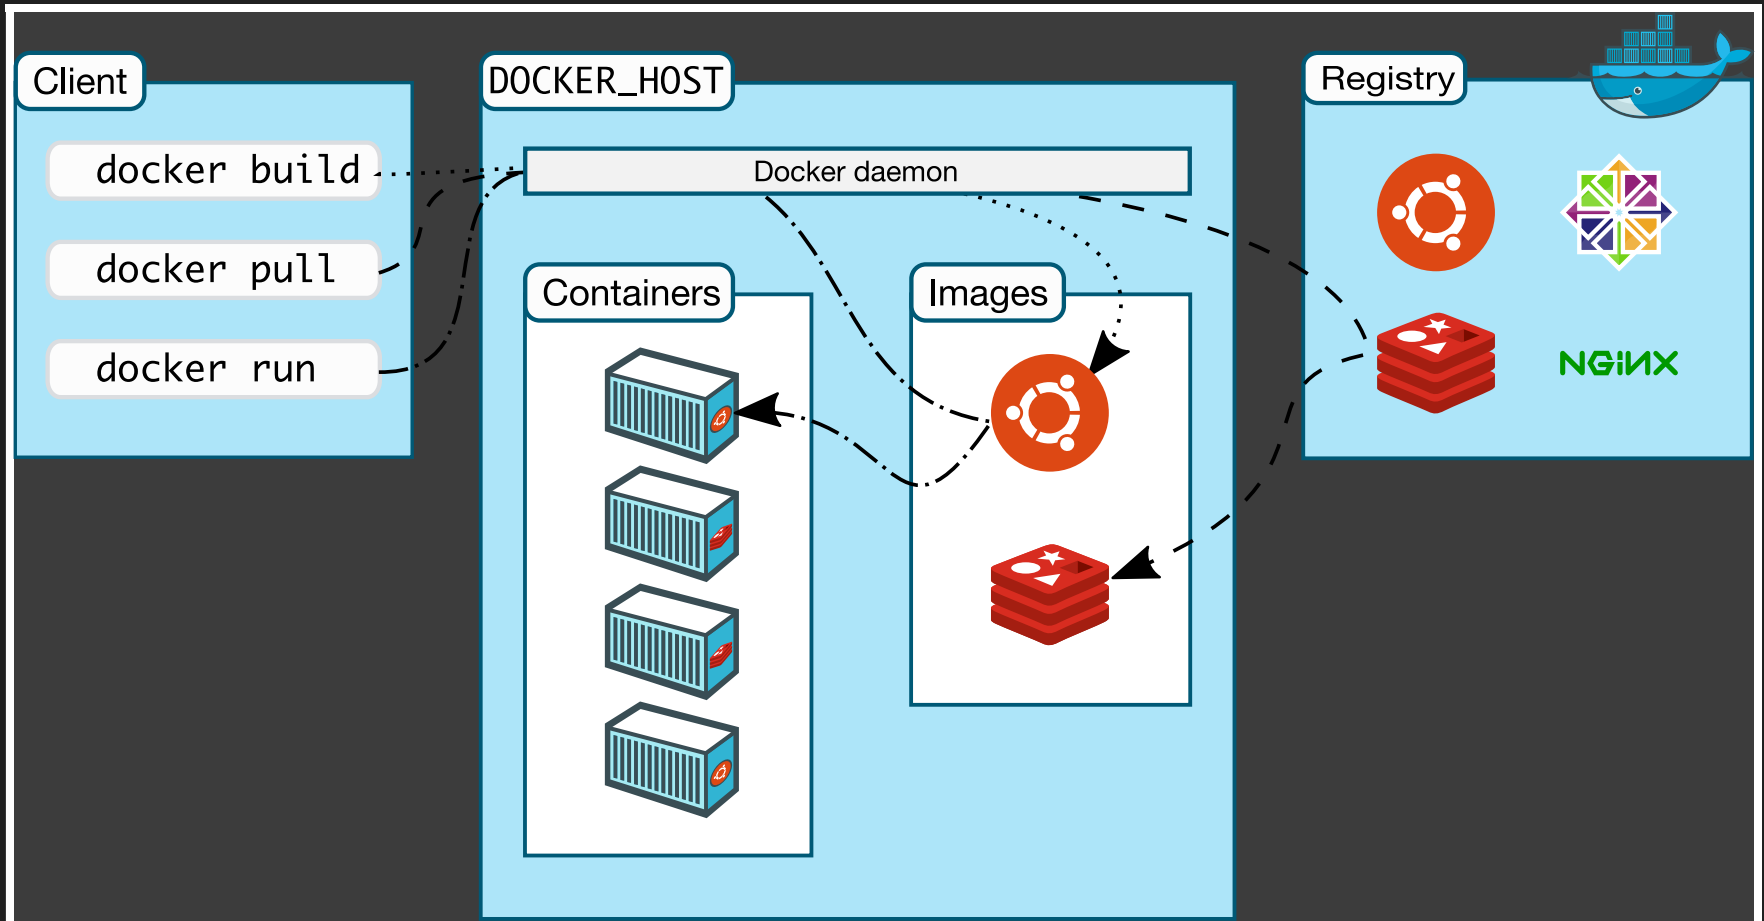 Client
docker build
docker pull
docker run
DOCKER_HOST
Docker daemon
Containers
Images
Registry
NGiNX